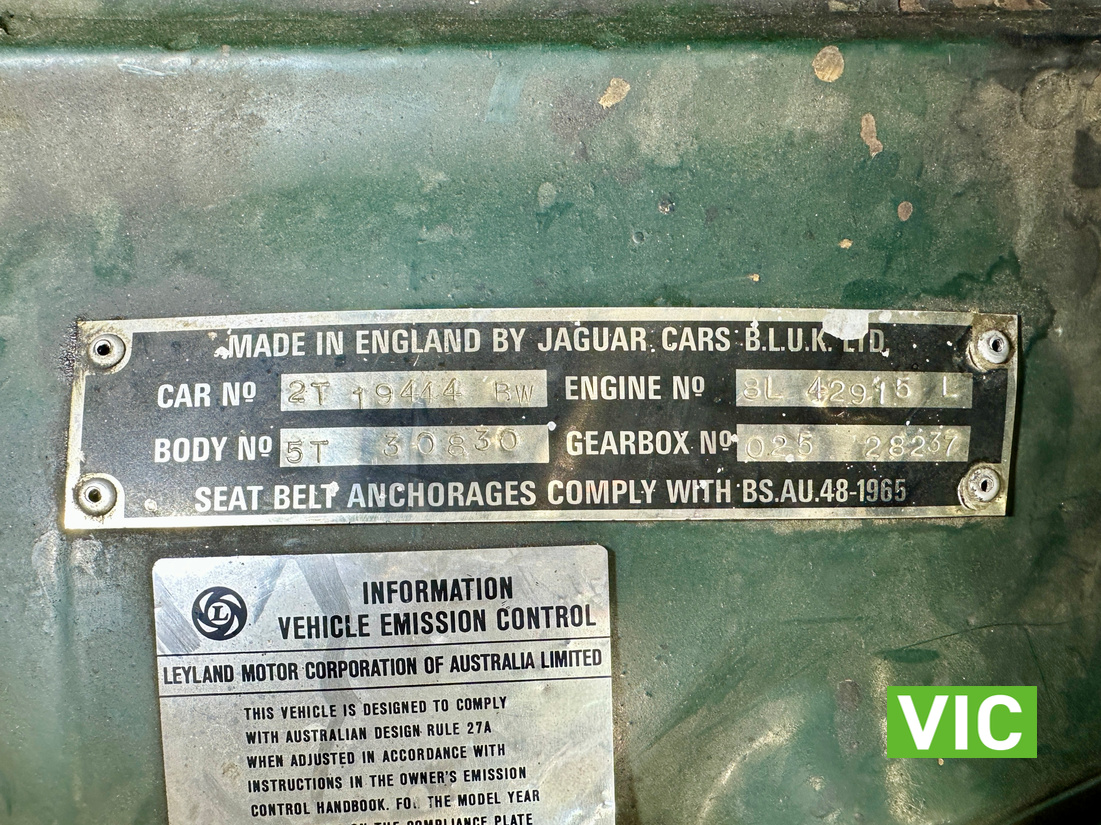 MADE IN ENGLAND BY JAGUAR. CARS B.L.U.K. LTD.
CAR Nº 2T 19444 BW ENGINE Nº 8L 42915 L
BODY Nº 5T 30830 GEARBOX Nº 025 28237
SEAT BELT ANCHORAGES COMPLY WITH BS.AU.48-1965
L
INFORMATION
VEHICLE EMISSION CONTROL
LEYLAND MOTOR CORPORATION OF AUSTRALIA LIMITED
THIS VEHICLE IS DESIGNED TO COMPLY
WITH AUSTRALIAN DESIGN RULE 27A
WHEN ADJUSTED IN ACCORDANCE WITH
INSTRUCTIONS IN THE OWNER'S EMISSION
CONTROL HANDBOOK. FOR THE MODEL YEAR
ON THE COMPLIANCE PLATE
VIC